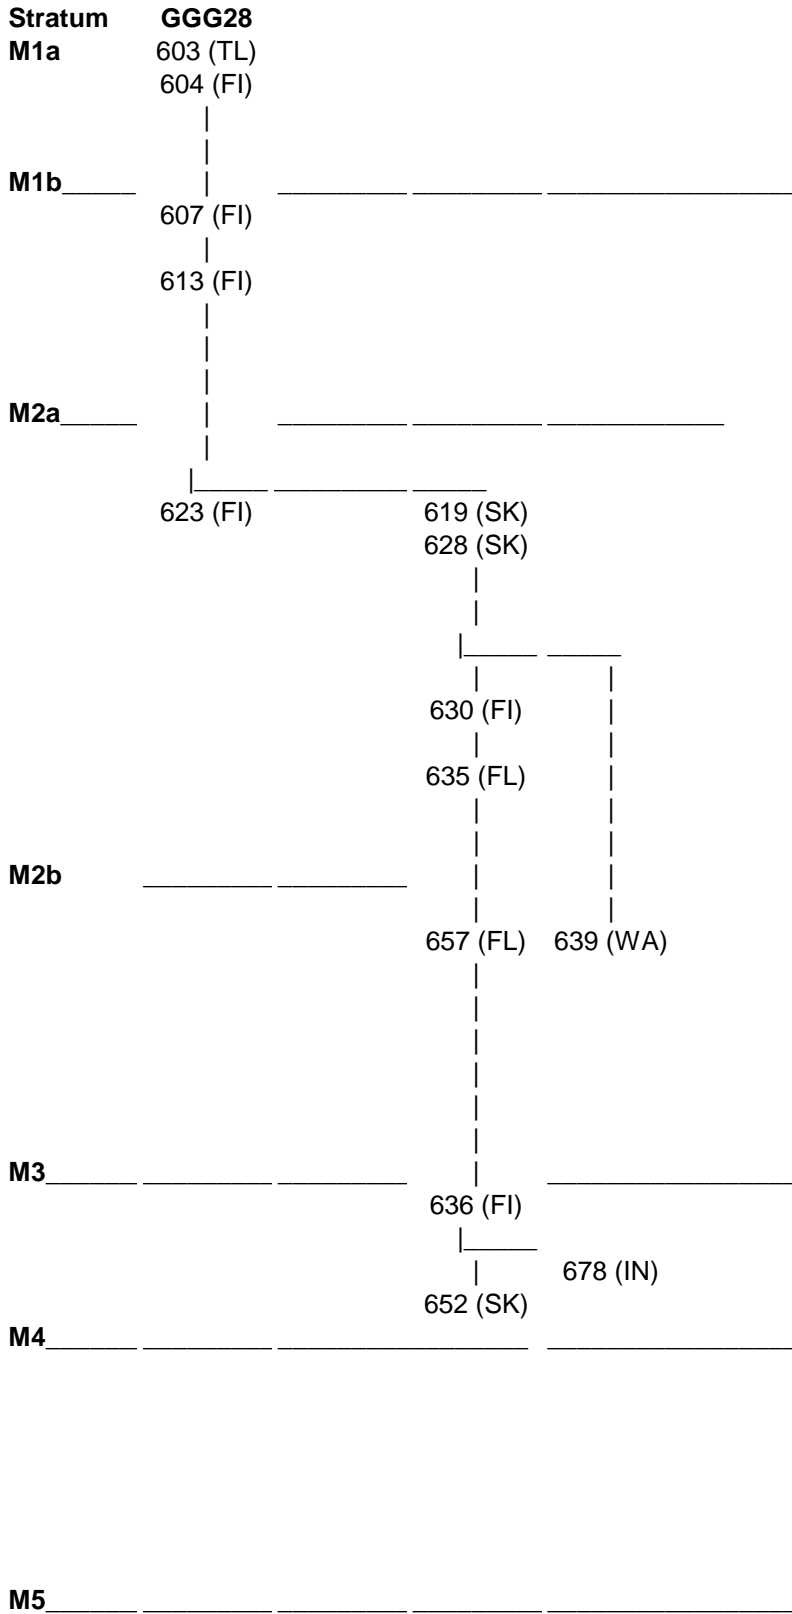 Stratum GGG28
M1a 603 (TL)
604 (FI)
M1b
607 (FI)
613 (FI)
M2a
623 (FI) 619 (SK)
628 (SK)
630 (FI)
635 (FL)
M2b
657 (FL) 639 (WA)
M3
636 (FI)
678 (IN)
652 (SK)
M4
M5